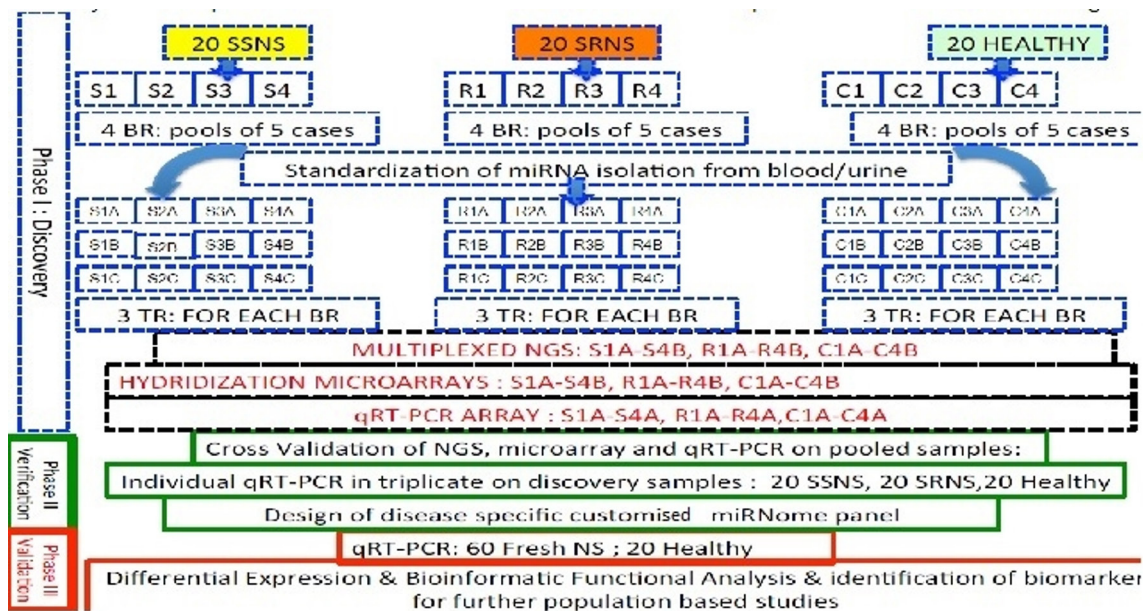 20 SSNS 20 SRNS 20 HEALTHY
S1 S2 S3 S4 R1 R2 R3 R4 C1 C2 C3 C4
4 BR: pools of 5 cases 4 BR: pools of 5 cases 4 BR: pools of 5 cases
Standardization of miRNA isolation from blood/urine
S1A S2A S3A S4A R1A R2A R3A R4A C1A C2A C3A C4A
S1B S2B S3B S4B R1B R2B R3B R4B C1B C2B C3B C4B
S1C S2C S3C S4C R1C R2C R3C R4C C1C C2C C3C C4C
3 TR: FOR EACH BR 3 TR: FOR EACH BR 3 TR: FOR EACH BR
Phase I : Discovery
MULTIPLEXED NGS: S1A-S4B, R1A-R4B, C1A-C4B
HYDRIDIZATION MICROARRAYS : S1A-S4B, R1A-R4B, C1A-C4B
qRT-PCR ARRAY : S1A-S4A, R1A-R4A,C1A-C4A
Phase II
Verification
Cross Validation of NGS, microarray and qRT-PCR on pooled samples:
Individual qRT-PCR in triplicate on discovery samples : 20 SSNS, 20 SRNS,20 Healthy
Design of disease specific customised miRNome panel
Phase III
Validation
qRT-PCR: 60 Fresh NS ; 20 Healthy
Differential Expression & Bioinformatic Functional Analysis & identification of biomarker
for further population based studies